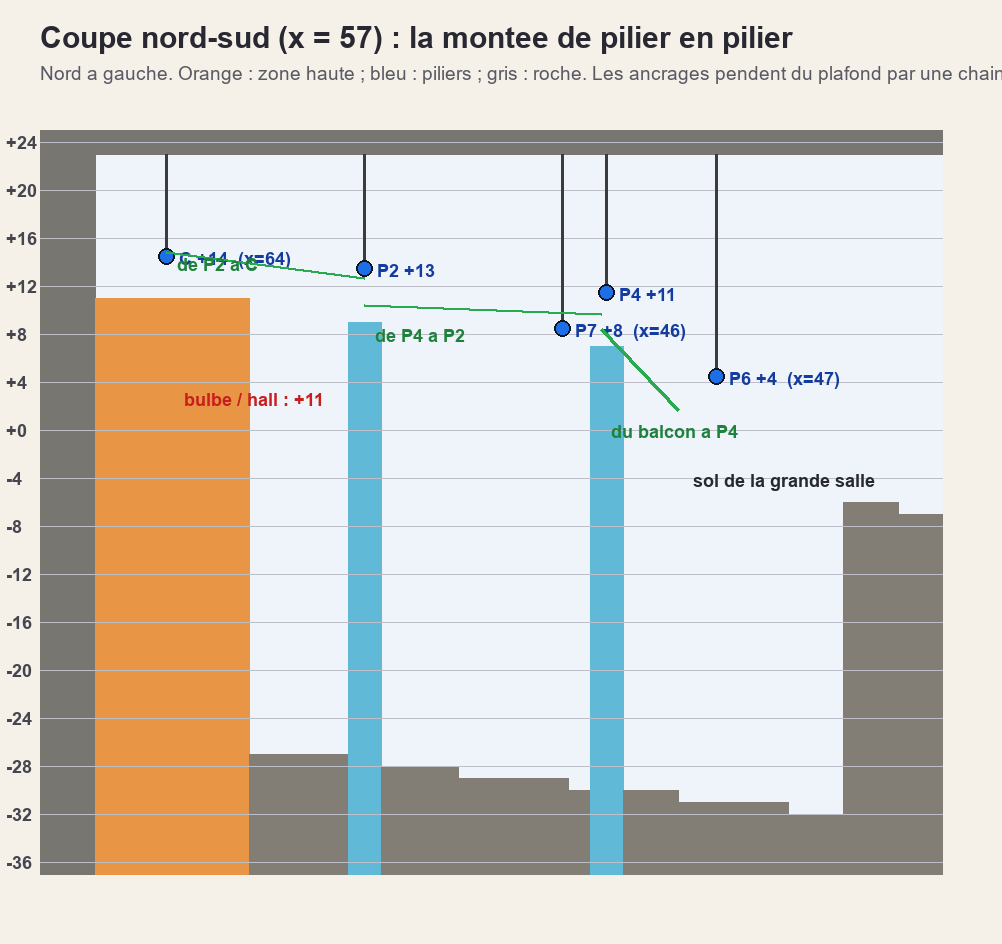 Coupe nord-sud (x = 57) : la montee de pilier en pilier
Nord a gauche. Orange : zone haute ; bleu : piliers ; gris : roche. Les ancrages pendent du plafond par une chain
+24
+20
+16
C +14 (x=64)
de P2 a C
P2 +13
+12
P4 +11
+8
P7 +8 (x=46)
de P4 a P2
+4
P6 +4 (x=47)
bulbe / hall : +11
+0
du balcon a P4
-4
sol de la grande salle
-8
-12
-16
-20
-24
-28
-32
-36